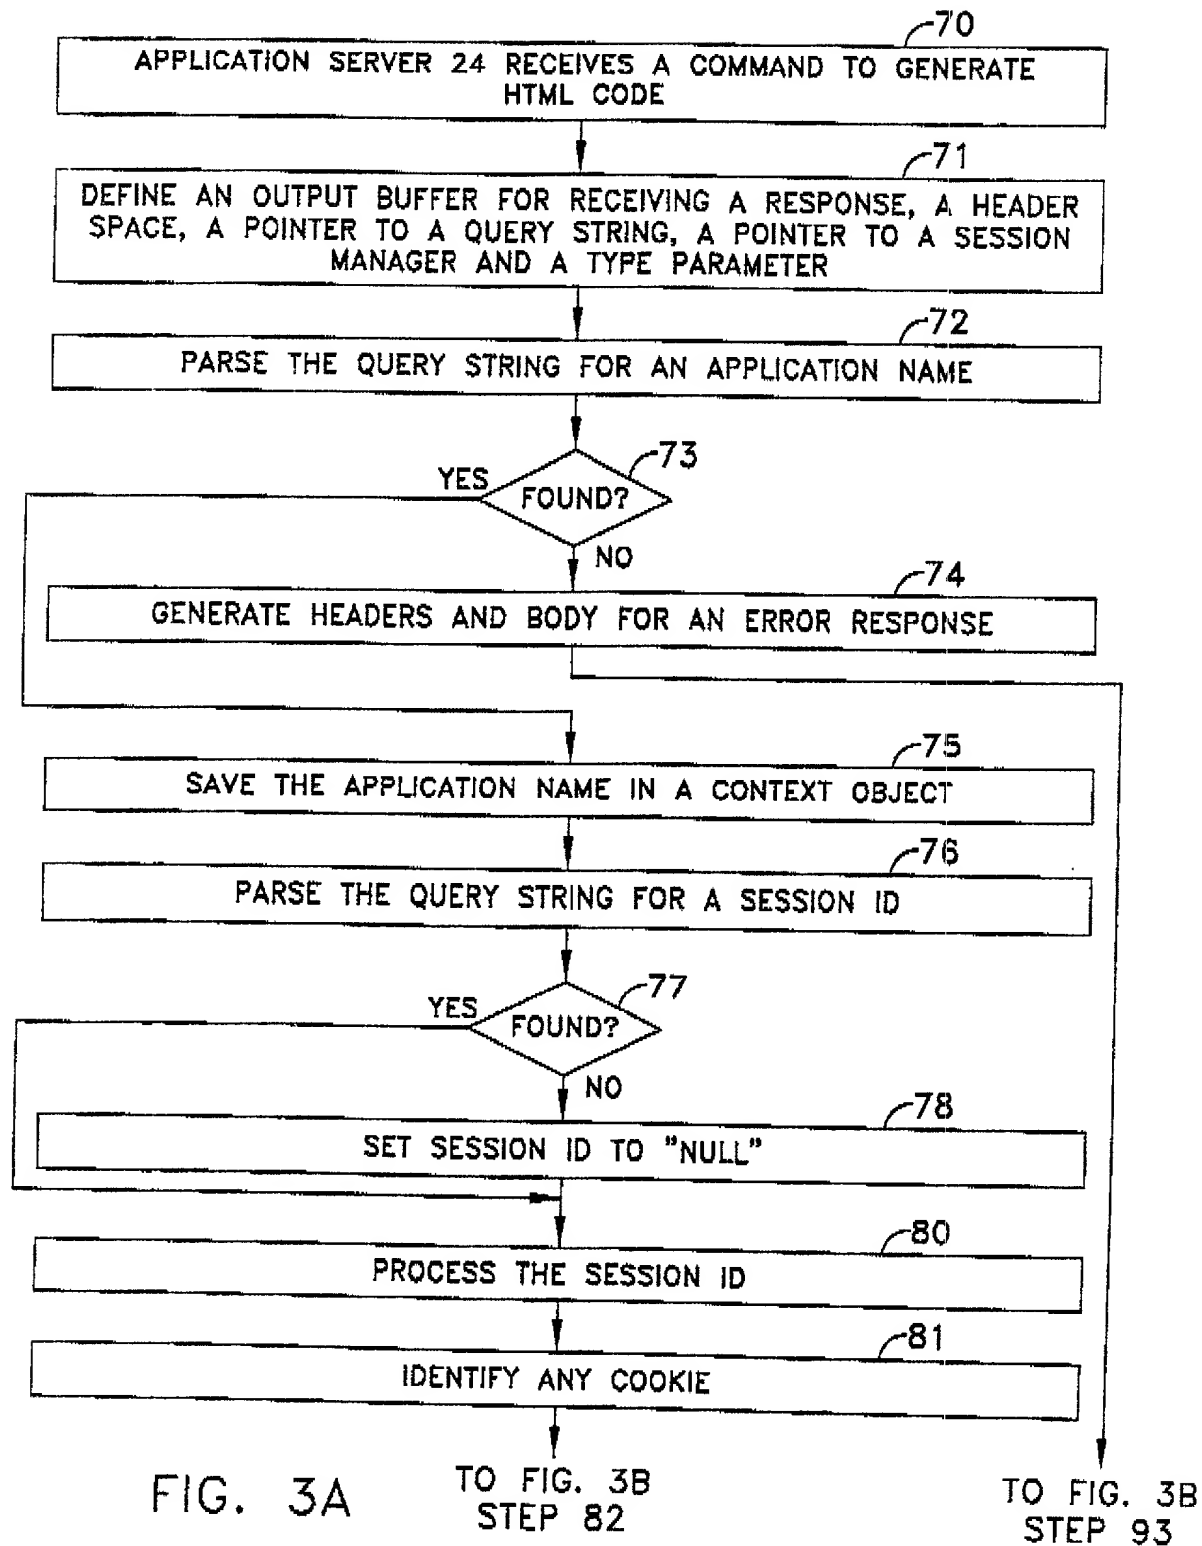 70
APPLICATION SERVER 24 RECEIVES A COMMAND TO GENERATE
HTML CODE
71
DEFINE AN OUTPUT BUFFER FOR RECEIVING A RESPONSE, A HEADER
SPACE, A POINTER TO A QUERY STRING, A POINTER TO A SESSION
MANAGER AND A TYPE PARAMETER
72
PARSE THE QUERY STRING FOR AN APPLICATION NAME
73
YES
FOUND?
NO
74
GENERATE HEADERS AND BODY FOR AN ERROR RESPONSE
75
SAVE THE APPLICATION NAME IN A CONTEXT OBJECT
76
PARSE THE QUERY STRING FOR A SESSION ID
77
YES
FOUND?
NO
78
SET SESSION ID TO "NULL"
80
PROCESS THE SESSION ID
81
IDENTIFY ANY COOKIE
FIG. 3A
TO FIG. 3B
STEP 82
TO FIG. 3B
STEP 93